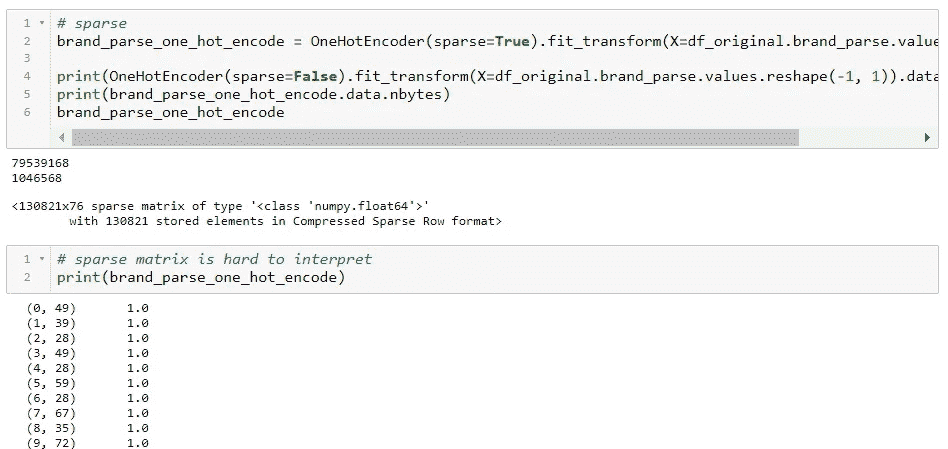 1 # sparse
2 brand_parse_one_hot_encode = OneHotEncoder(sparse=True).fit_transform(X=df_original.brand_parse.value
3
4 print(OneHotEncoder(sparse=False).fit_transform(X=df_original.brand_parse.values.reshape(-1, 1)).data
5 print(brand_parse_one_hot_encode.data.nbytes)
6 brand_parse_one_hot_encode
79539168
1046568
<130821x76 sparse matrix of type '<class 'numpy.float64'>'
with 130821 stored elements in Compressed Sparse Row format>
1 # sparse matrix is hard to interpret
2 print(brand_parse_one_hot_encode)
(0, 49) 1.0
(1, 39) 1.0
(2, 28) 1.0
(3, 49) 1.0
(4, 28) 1.0
(5, 59) 1.0
(6, 28) 1.0
(7, 67) 1.0
(8, 35) 1.0
(9, 72) 1.0